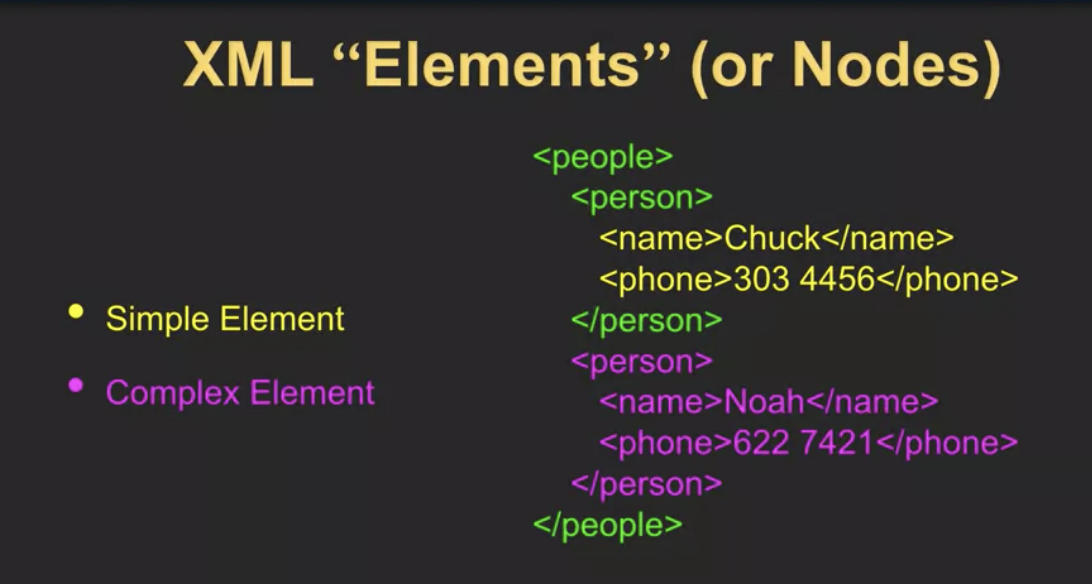 XML “Elements” (or Nodes)
• Simple Element
• Complex Element
<people>
<person>
<name>Chuck</name>
<phone>303 4456</phone>
</person>
<person>
<name>Noah</name>
<phone>622 7421</phone>
</person>
</people>